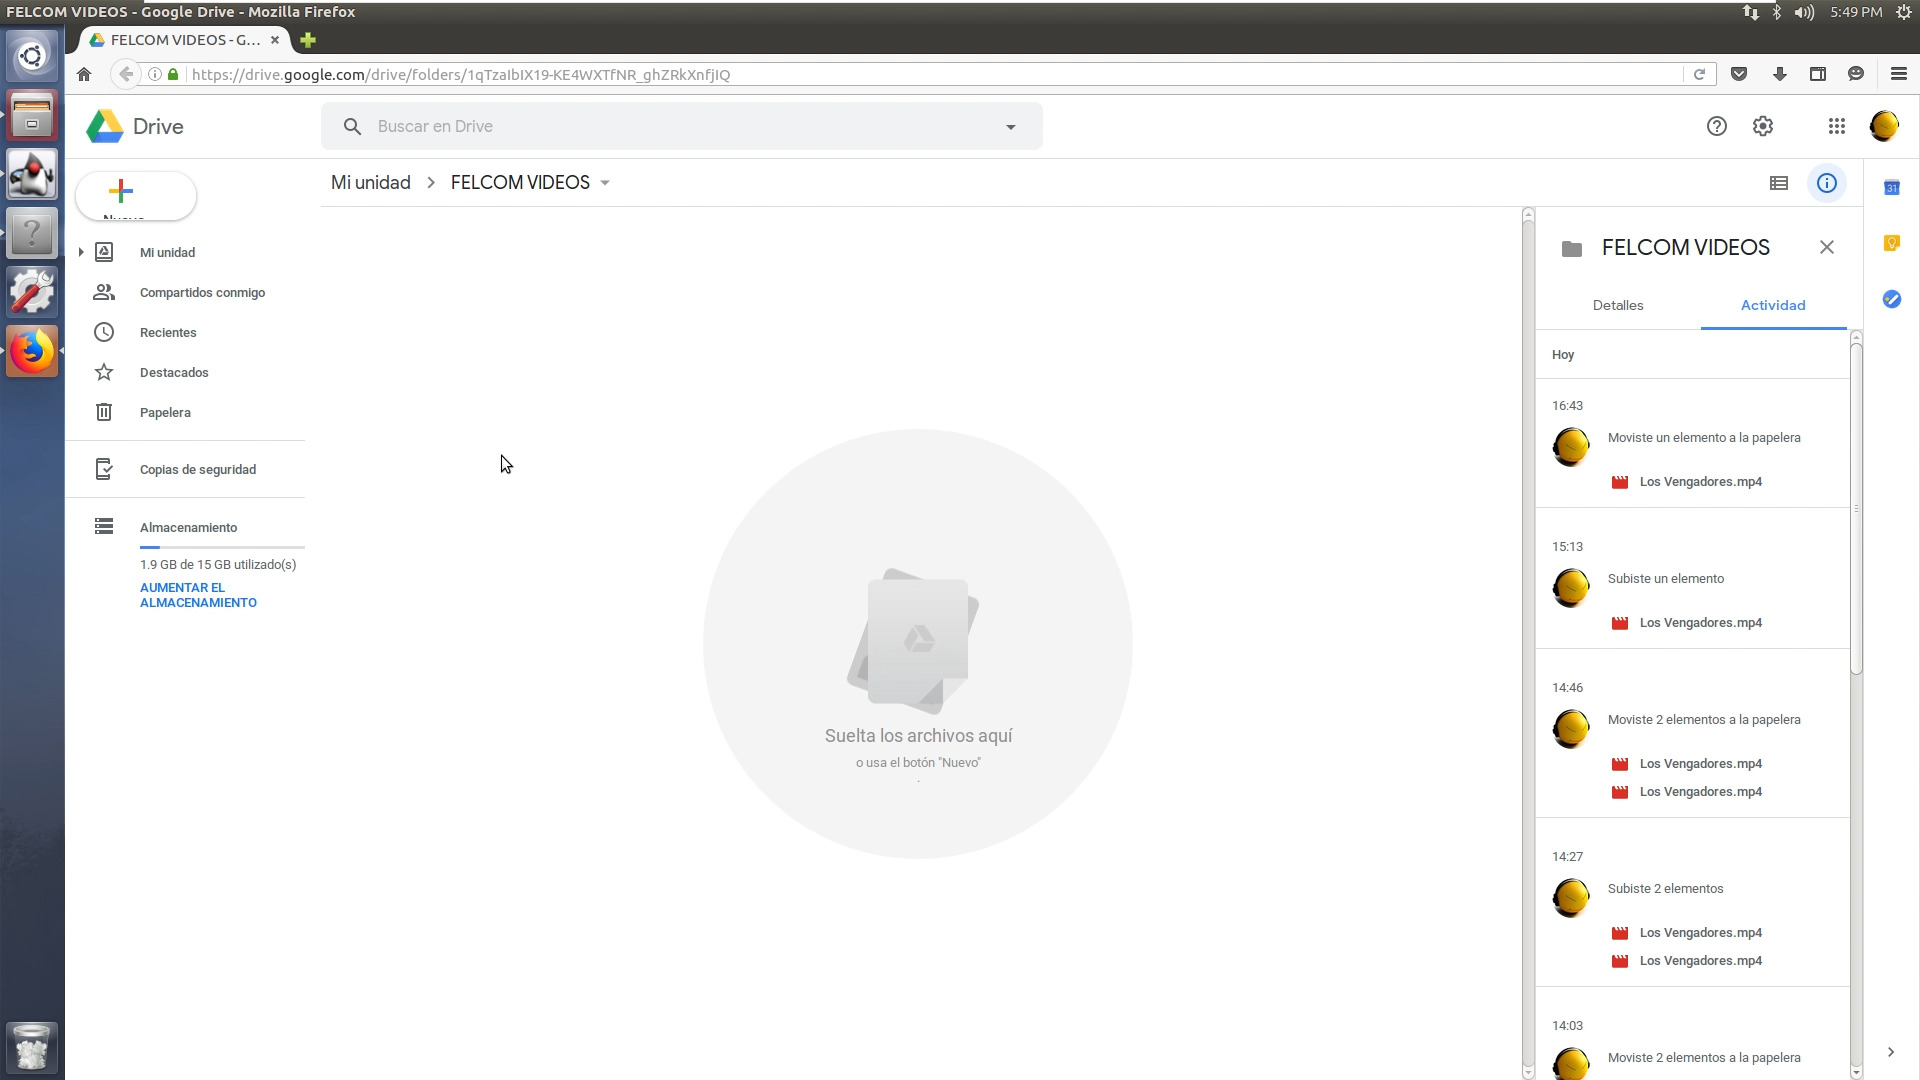 FELCOM VIDEOS - Google Drive - Mozilla Firefox
5:49 PM
FELCOM VIDEOS - G...
https://drive.google.com/drive/folders/1qTzaIbIX19-KE4WXTfNR_ghZRkXnfjIQ
Drive
Buscar en Drive
Nuevo
Mi unidad
FELCOM VIDEOS
31
Mi unidad
Compartidos conmigo
Recientes
Destacados
Papelera
Copias de seguridad
Almacenamiento
1.9 GB de 15 GB utilizado(s)
AUMENTAR EL
ALMACENAMIENTO
Suelta los archivos aquí
o usa el botón "Nuevo"
.
FELCOM VIDEOS
Detalles
Actividad
Hoy
16:43
Moviste un elemento a la papelera
Los Vengadores.mp4
15:13
Subiste un elemento
Los Vengadores.mp4
14:46
Moviste 2 elementos a la papelera
Los Vengadores.mp4
Los Vengadores.mp4
14:27
Subiste 2 elementos
Los Vengadores.mp4
Los Vengadores.mp4
14:03
Moviste 2 elementos a la papelera